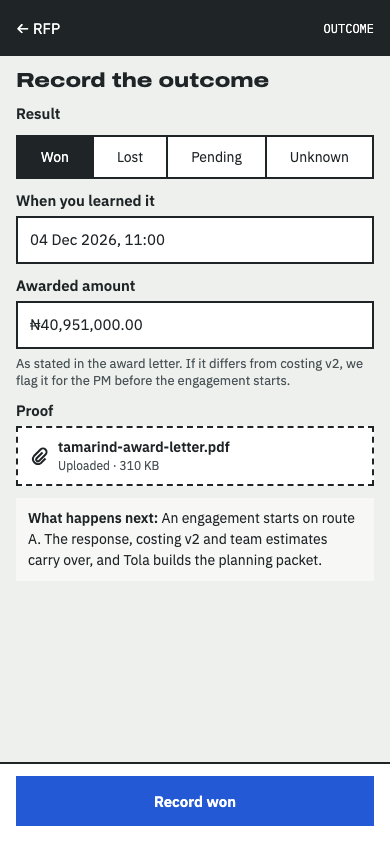 ← RFP
OUTCOME
Record the outcome
Result
Won
Lost
Pending
Unknown
When you learned it
04 Dec 2026, 11:00
Awarded amount
₦40,951,000.00
As stated in the award letter. If it differs from costing v2, we
flag it for the PM before the engagement starts.
Proof
tamarind-award-letter.pdf
Uploaded · 310 KB
What happens next: An engagement starts on route
A. The response, costing v2 and team estimates
carry over, and Tola builds the planning packet.
Record won